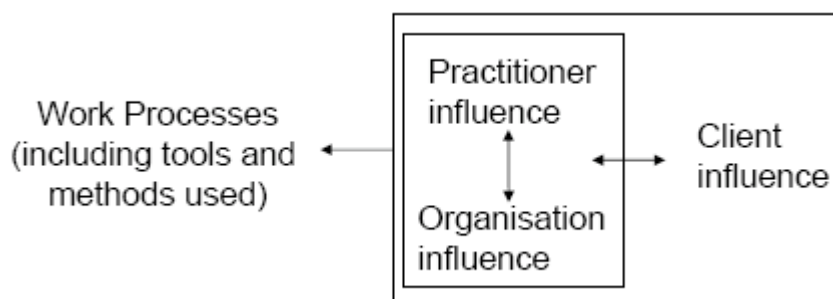 Work Processes
(including tools and
methods used)
Practitioner
influence
Organisation
influence
Client
influence